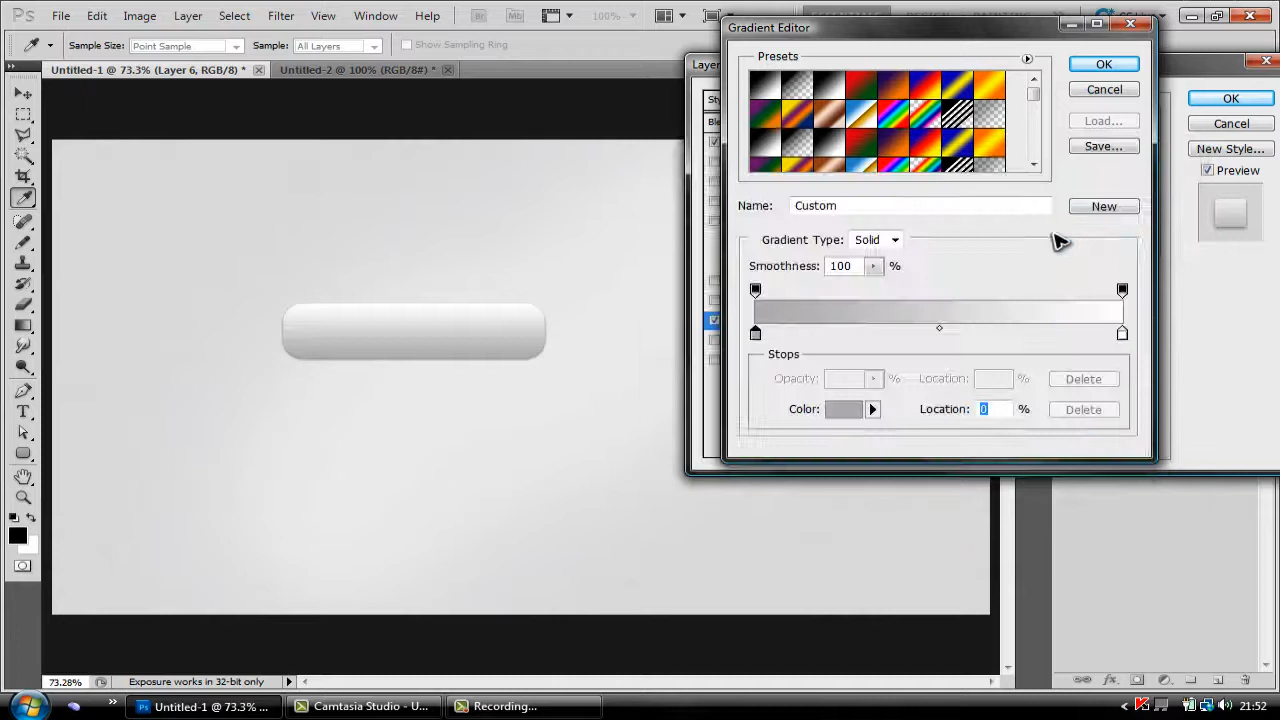 Ps File Edit Image Layer Select Filter View Window Help Br Mb 100%
Sample Size: Point Sample Sample: All Layers Show Sampling Ring
Untitled-1 @ 73.3% (Layer 6, RGB/8) * Untitled-2 @ 100% (RGB/8#) *
Gradient Editor
Presets
OK
Cancel
Load...
Save...
Name: Custom
New
Gradient Type: Solid
Smoothness: 100 %
Stops
Opacity: % Location: % Delete
Color: Location: 0 % Delete
OK
Cancel
New Style...
Preview
73.28% Exposure works in 32-bit only
fx
Untitled-1 @ 73.3% ... Camtasia Studio - U... Recording... 21:52